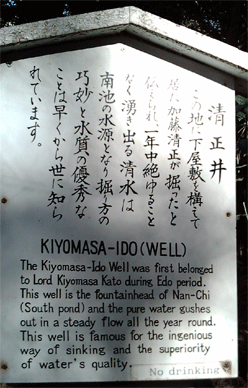 清正井
この地に下屋敷を構えて
居た加藤清正が掘ったと
伝られ、一年中絶ゆること
なく湧き出る清水は
南池の水源となり掘り方の
巧妙と水質の優秀な
ことは早くから世に知ら
れています。
KIYOMASA-IDO (WELL)
The Kiyomasa-Ido Well was first belonged
to Lord Kiyomasa Kato during Edo period.
This well is the fountainhead of Nan-Chi
(South pond) and the pure water gushes
out in a steady flow all the year round.
This well is famous for the ingenious
way of sinking and the superiority
of water's quality.
No drinking